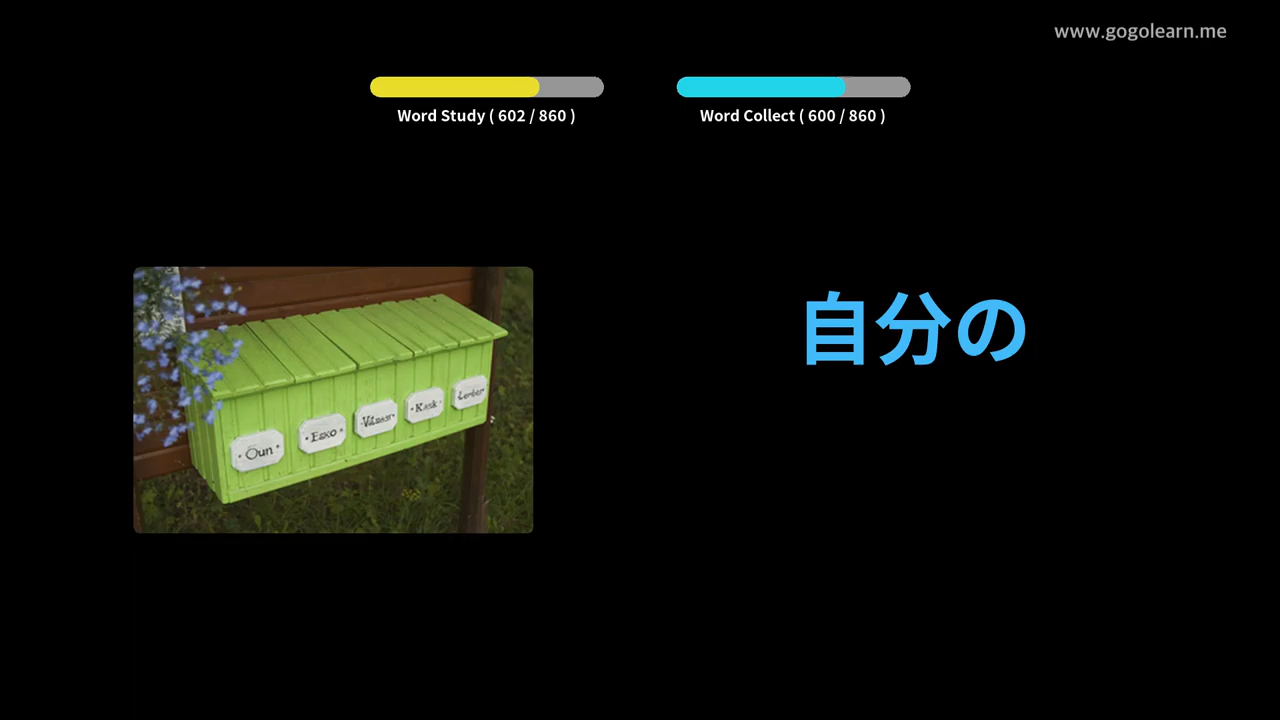 www.gogolearn.me
Word Study ( 602 / 860 )
Word Collect ( 600 / 860 )
自分の
Oun
Esko
Kask